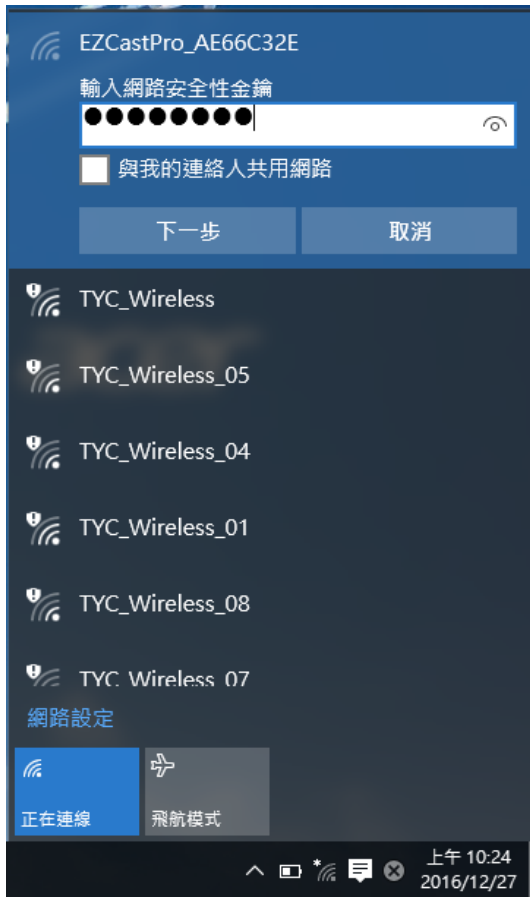 EZCastPro_AE66C32E
輸入網路安全性金鑰
●●●●●●●●
與我的連絡人共用網路
下一步
取消
TYC_Wireless
TYC_Wireless_05
TYC_Wireless_04
TYC_Wireless_01
TYC_Wireless_08
TYC_Wireless_07
網路設定
正在連線
飛航模式
上午 10:24
2016/12/27